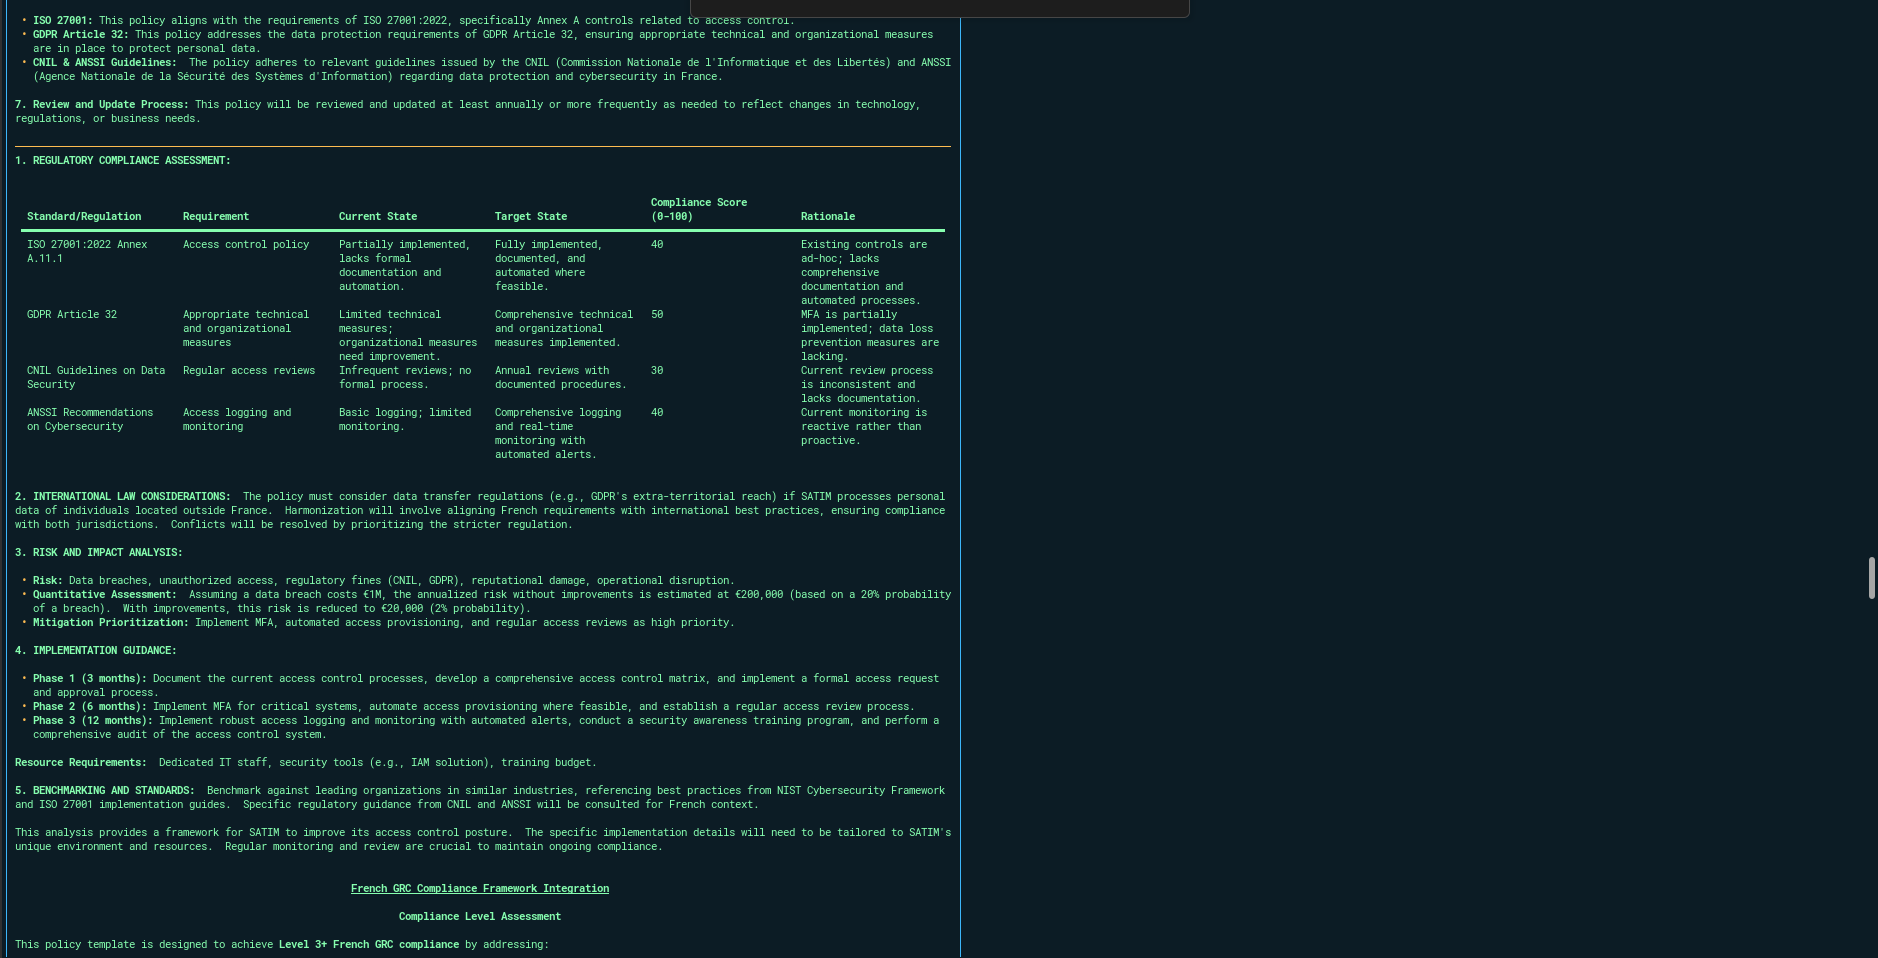 • ISO 27001: This policy aligns with the requirements of ISO 27001:2022, specifically Annex A controls related to access control.
• GDPR Article 32: This policy addresses the data protection requirements of GDPR Article 32, ensuring appropriate technical and organizational measures
are in place to protect personal data.
• CNIL & ANSSI Guidelines:  The policy adheres to relevant guidelines issued by the CNIL (Commission Nationale de l'Informatique et des Libertés) and ANSSI
(Agence Nationale de la Sécurité des Systèmes d'Information) regarding data protection and cybersecurity in France.
7. Review and Update Process: This policy will be reviewed and updated at least annually or more frequently as needed to reflect changes in technology,
regulations, or business needs.
1. REGULATORY COMPLIANCE ASSESSMENT:
Compliance Score
Standard/Regulation Requirement Current State Target State (0-100) Rationale
ISO 27001:2022 Annex Access control policy Partially implemented, Fully implemented, 40 Existing controls are
A.11.1 lacks formal documented, and ad-hoc; lacks
documentation and automated where comprehensive
automation. feasible. documentation and
automated processes.
GDPR Article 32 Appropriate technical Limited technical Comprehensive technical 50 MFA is partially
and organizational measures; and organizational implemented; data loss
measures organizational measures measures implemented. prevention measures are
need improvement. lacking.
CNIL Guidelines on Data Regular access reviews Infrequent reviews; no Annual reviews with 30 Current review process
Security formal process. documented procedures. is inconsistent and
lacks documentation.
ANSSI Recommendations Access logging and Basic logging; limited Comprehensive logging 40 Current monitoring is
on Cybersecurity monitoring monitoring. and real-time reactive rather than
monitoring with proactive.
automated alerts.
2. INTERNATIONAL LAW CONSIDERATIONS:  The policy must consider data transfer regulations (e.g., GDPR's extra-territorial reach) if SATIM processes personal
data of individuals located outside France.  Harmonization will involve aligning French requirements with international best practices, ensuring compliance
with both jurisdictions.  Conflicts will be resolved by prioritizing the stricter regulation.
3. RISK AND IMPACT ANALYSIS:
• Risk: Data breaches, unauthorized access, regulatory fines (CNIL, GDPR), reputational damage, operational disruption.
• Quantitative Assessment:  Assuming a data breach costs €1M, the annualized risk without improvements is estimated at €200,000 (based on a 20% probability
of a breach).  With improvements, this risk is reduced to €20,000 (2% probability).
• Mitigation Prioritization: Implement MFA, automated access provisioning, and regular access reviews as high priority.
4. IMPLEMENTATION GUIDANCE:
• Phase 1 (3 months): Document the current access control processes, develop a comprehensive access control matrix, and implement a formal access request
and approval process.
• Phase 2 (6 months): Implement MFA for critical systems, automate access provisioning where feasible, and establish a regular access review process.
• Phase 3 (12 months): Implement robust access logging and monitoring with automated alerts, conduct a security awareness training program, and perform a
comprehensive audit of the access control system.
Resource Requirements:  Dedicated IT staff, security tools (e.g., IAM solution), training budget.
5. BENCHMARKING AND STANDARDS:  Benchmark against leading organizations in similar industries, referencing best practices from NIST Cybersecurity Framework
and ISO 27001 implementation guides.  Specific regulatory guidance from CNIL and ANSSI will be consulted for French context.
This analysis provides a framework for SATIM to improve its access control posture.  The specific implementation details will need to be tailored to SATIM's
unique environment and resources.  Regular monitoring and review are crucial to maintain ongoing compliance.
French GRC Compliance Framework Integration
Compliance Level Assessment
This policy template is designed to achieve Level 3+ French GRC compliance by addressing: